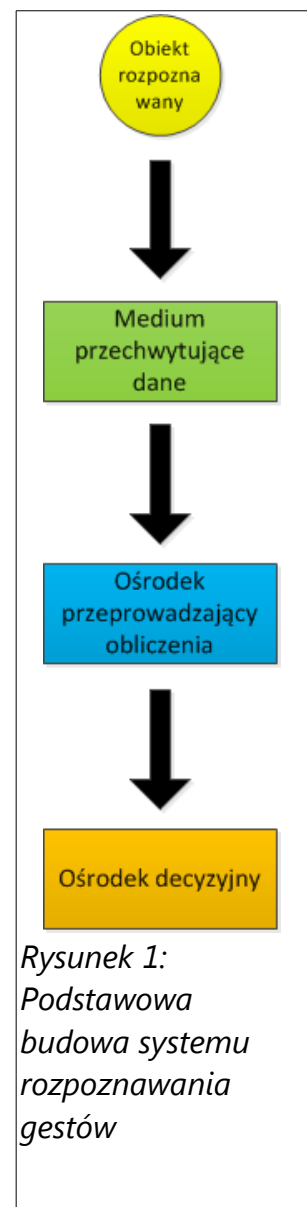 Obiekt
rozpozna
wany
Medium
przechwytujące
dane
Ośrodek
przeprowadzający
obliczenia
Ośrodek decyzyjny
Rysunek 1:
Podstawowa
budowa systemu
rozpoznawania
gestów